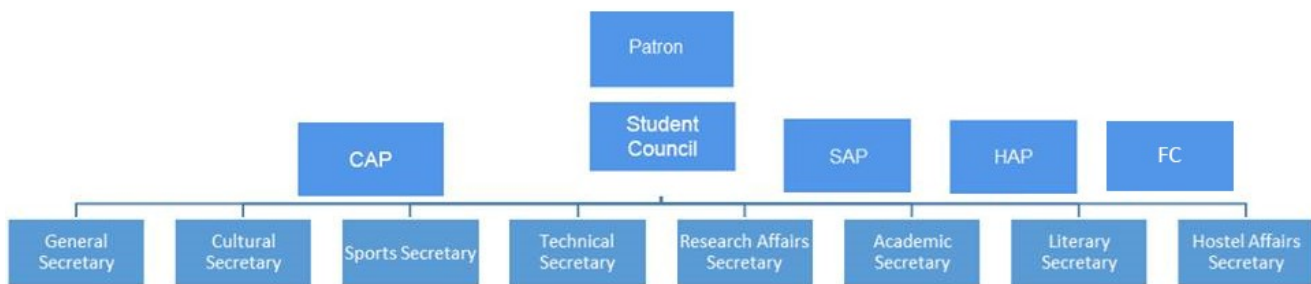 Patron
Student
Council
CAP
SAP
HAP
FC
General
Secretary
Cultural
Secretary
Sports Secretary
Technical
Secretary
Research Affairs
Secretary
Academic
Secretary
Literary
Secretary
Hostel Affairs
Secretary